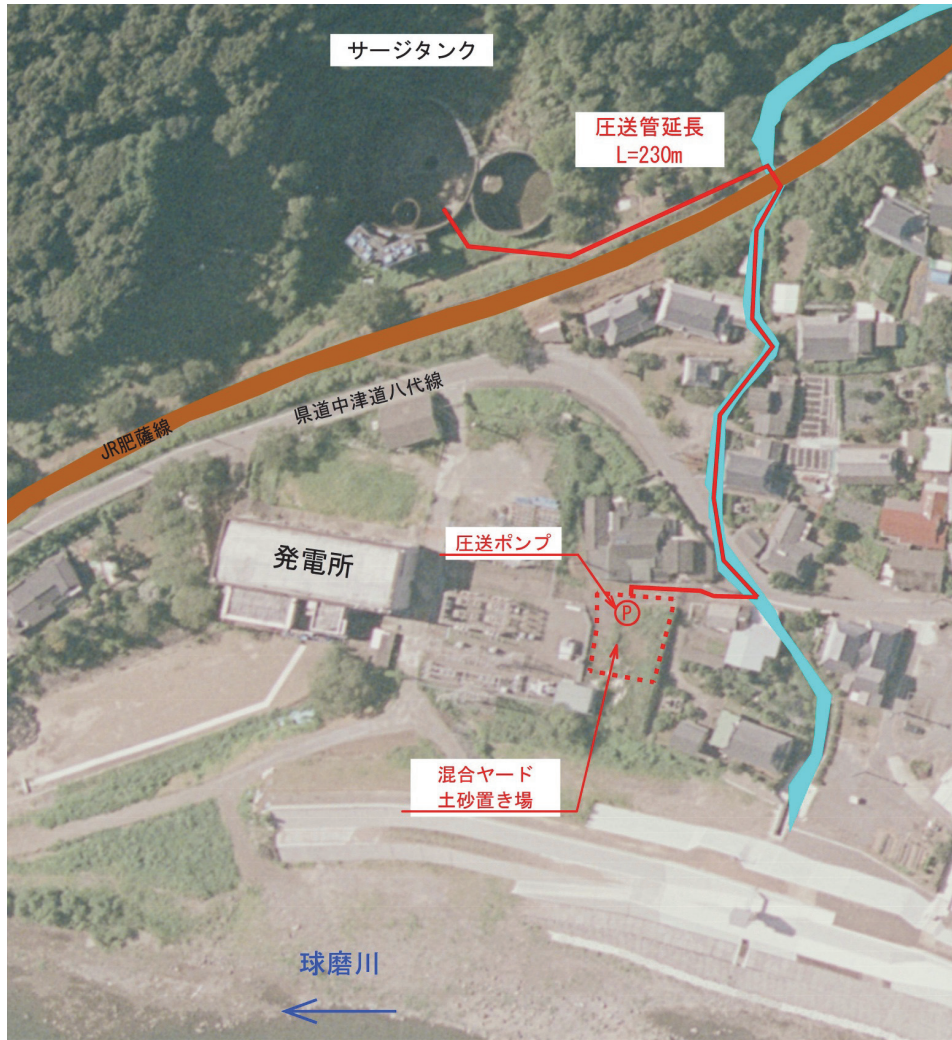 サージタンク
圧送管延長
L=230m
県道中津道八代線
JR肥薩線
圧送ポンプ
発電所
P
混合ヤード
土砂置き場
球磨川